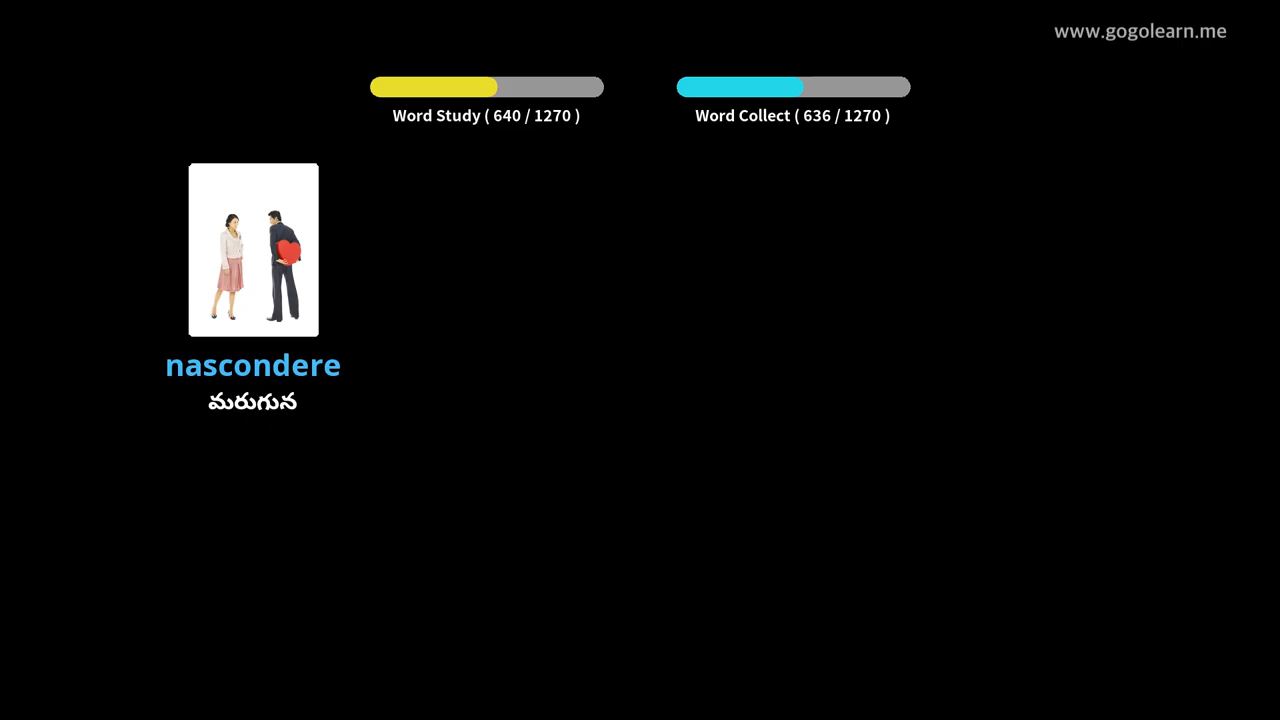 www.gogolearn.me
Word Study ( 640 / 1270 )
Word Collect ( 636 / 1270 )
nascondere
మరుగున